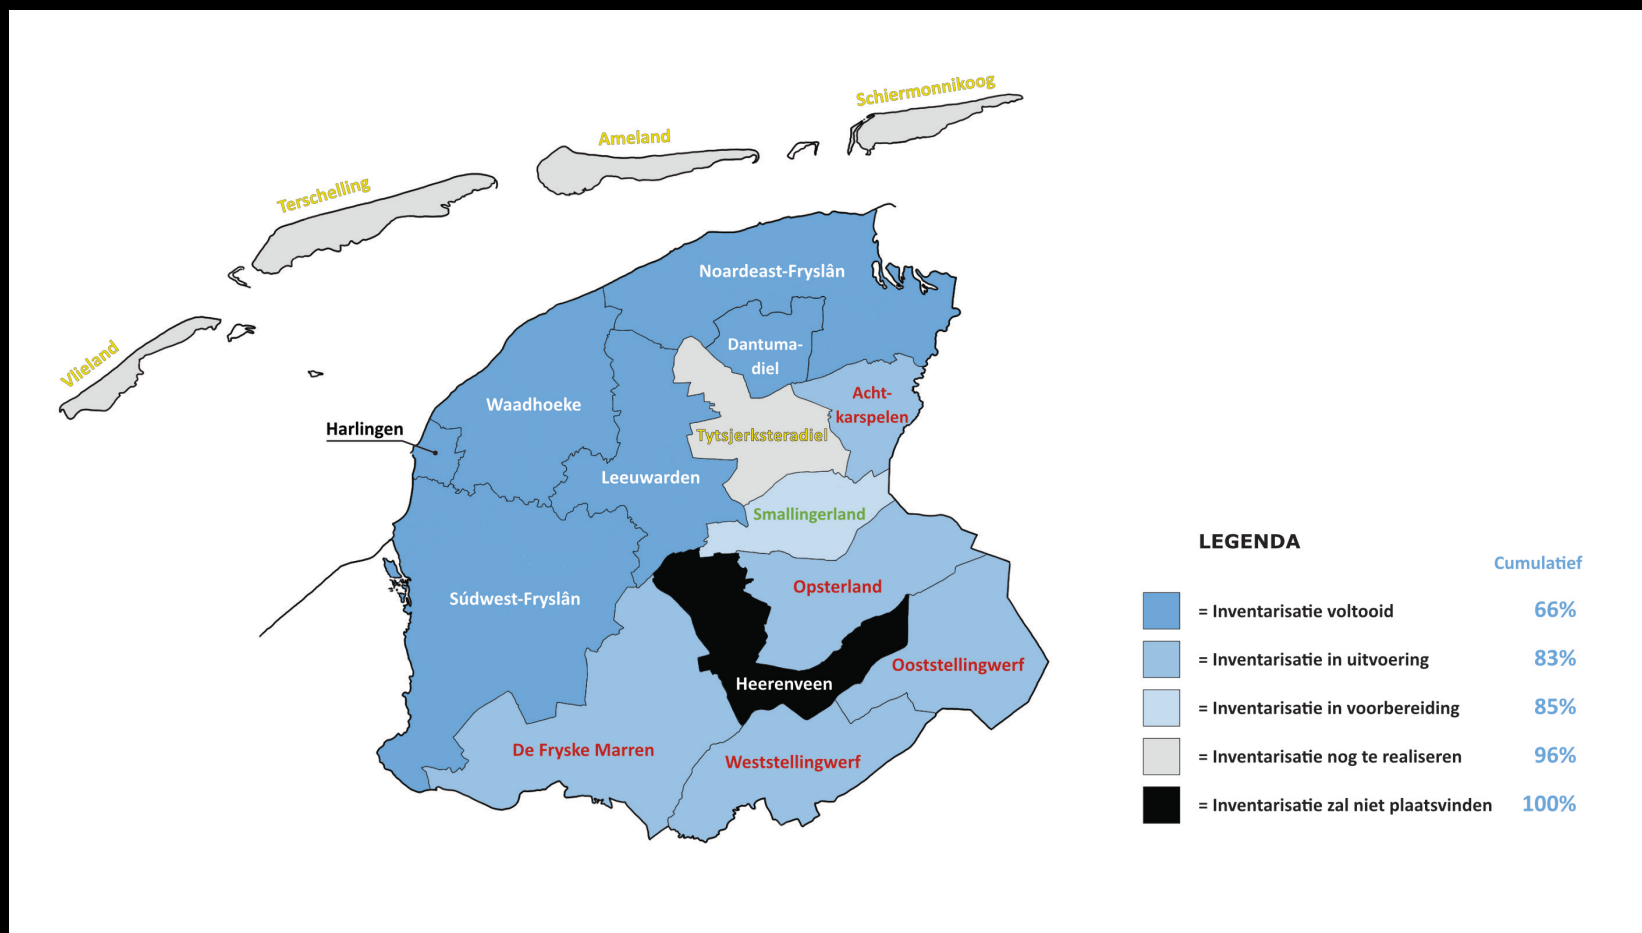 Schiermonnikoog
Ameland
Terschelling
Vlieland
Noardeast-Fryslân
Dantuma-
diel
Acht-
karspelen
Waadhoeke
Harlingen
Tytsjerksteradiel
Leeuwarden
Smallingerland
Opsterland
Súdwest-Fryslân
Ooststellingwerf
Heerenveen
De Fryske Marren
Weststellingwerf
LEGENDA
Cumulatief
= Inventarisatie voltooid 66%
= Inventarisatie in uitvoering 83%
= Inventarisatie in voorbereiding 85%
= Inventarisatie nog te realiseren 96%
= Inventarisatie zal niet plaatsvinden 100%